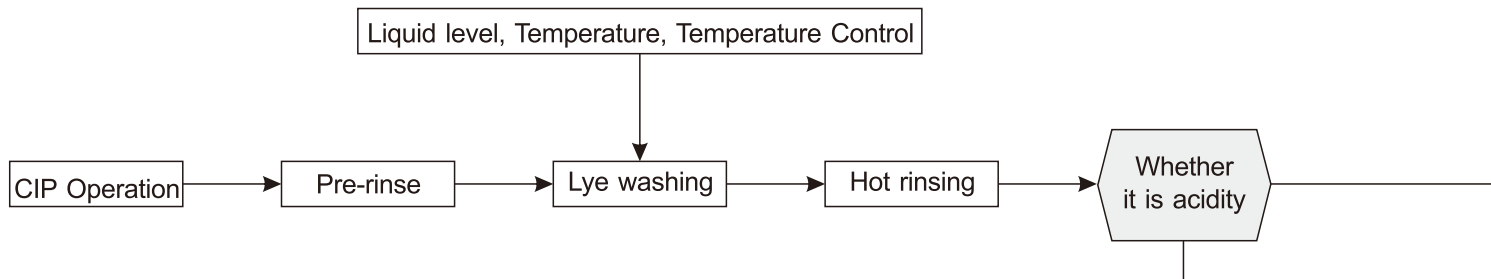 Liquid level, Temperature, Temperature Control
CIP Operation
Pre-rinse
Lye washing
Hot rinsing
Whether
it is acidity